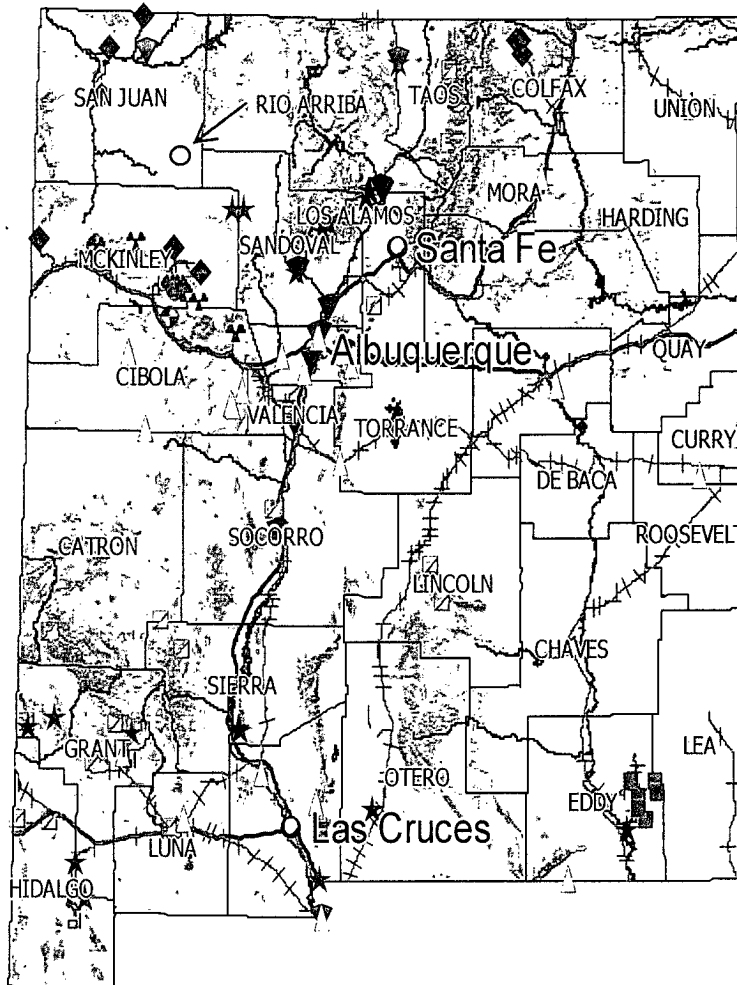 SAN JUAN
RIO ARRIBA
TAOS
COLFAX
UNION
MORA
LOS ALAMOS
HARDING
SANDOVAL
MCKINLEY
Santa Fe
Albuquerque
QUAY
CIBOLA
VALENCIA
TORRANCE
CURRY
DE BACA
SOCORRO
CATRON
ROOSEVELT
LINCOLN
CHAVES
SIERRA
GRANT
LEA
OTERO
EDDY
Las Cruces
LUNA
HIDALGO